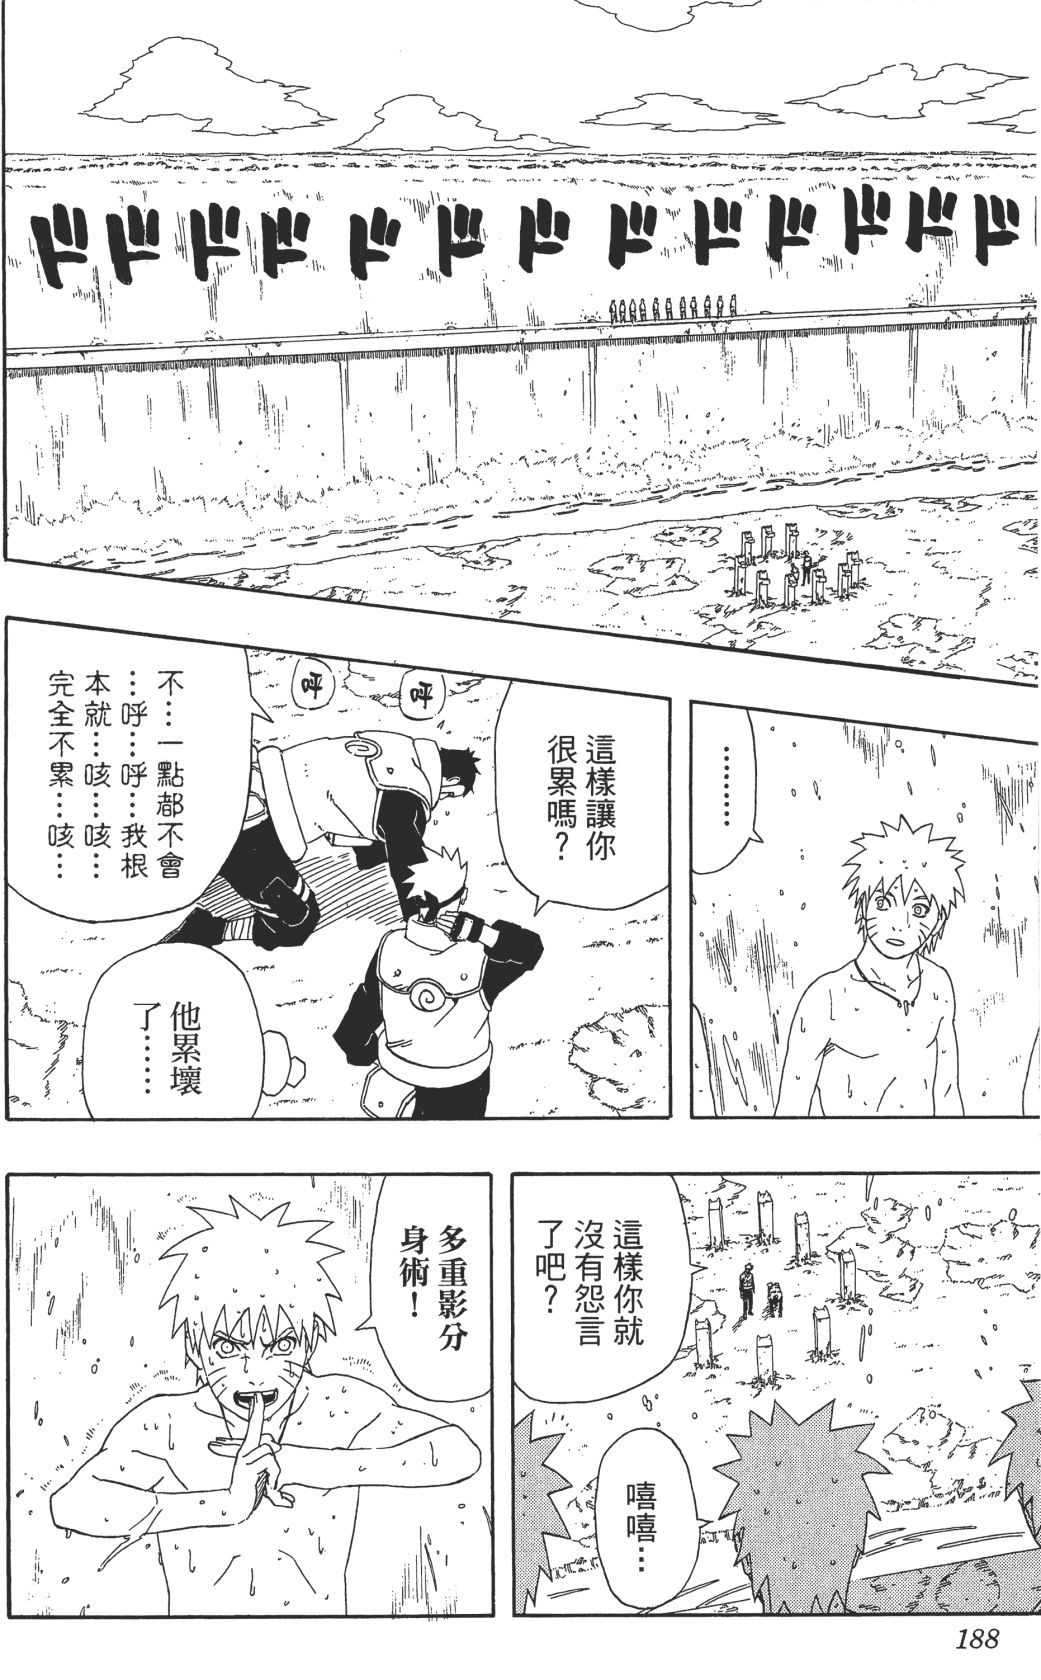 ドドドドドドドドドドドドド
………
這樣讓你
很累嗎？
呼
呼
不…一點都不會
…呼…呼…我根
本就…咳…咳…
完全不累…咳…
他累壞
了………
這樣你就
沒有怨言
了吧？
嘻嘻…
多重影分
身術！
188